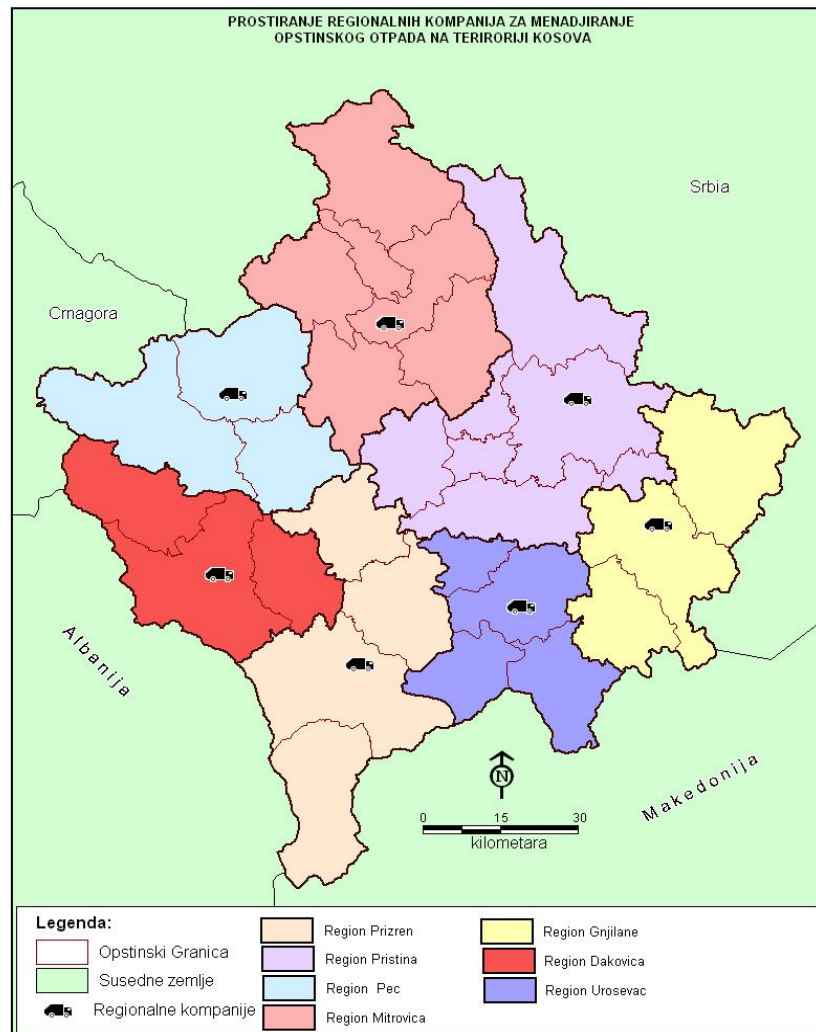 PROSTIRANJE REGIONALNIH KOMPANIJA ZA MENADJIRANJE
OPSTINSKOG OTPADA NA TERIRORIJI KOSOVA
Srbia
Crnagora
Albanija
Makedonija
N
0 15 30
kilometara
Legenda:
Opstinski Granica
Susedne zemlje
Regionalne kompanije
Region Prizren
Region Pristina
Region Pec
Region Mitrovica
Region Gnjilane
Region Dakovica
Region Urosevac